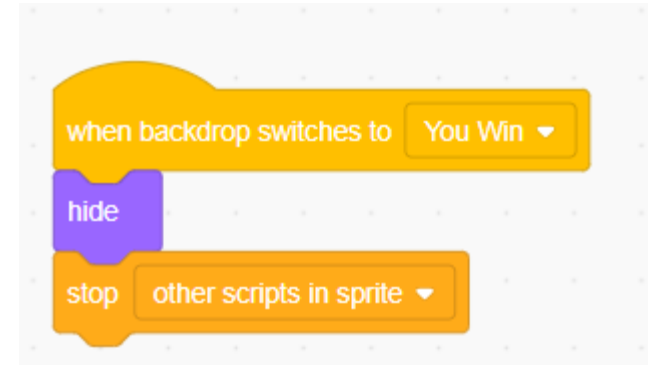 when backdrop switches to You Win
hide
stop other scripts in sprite